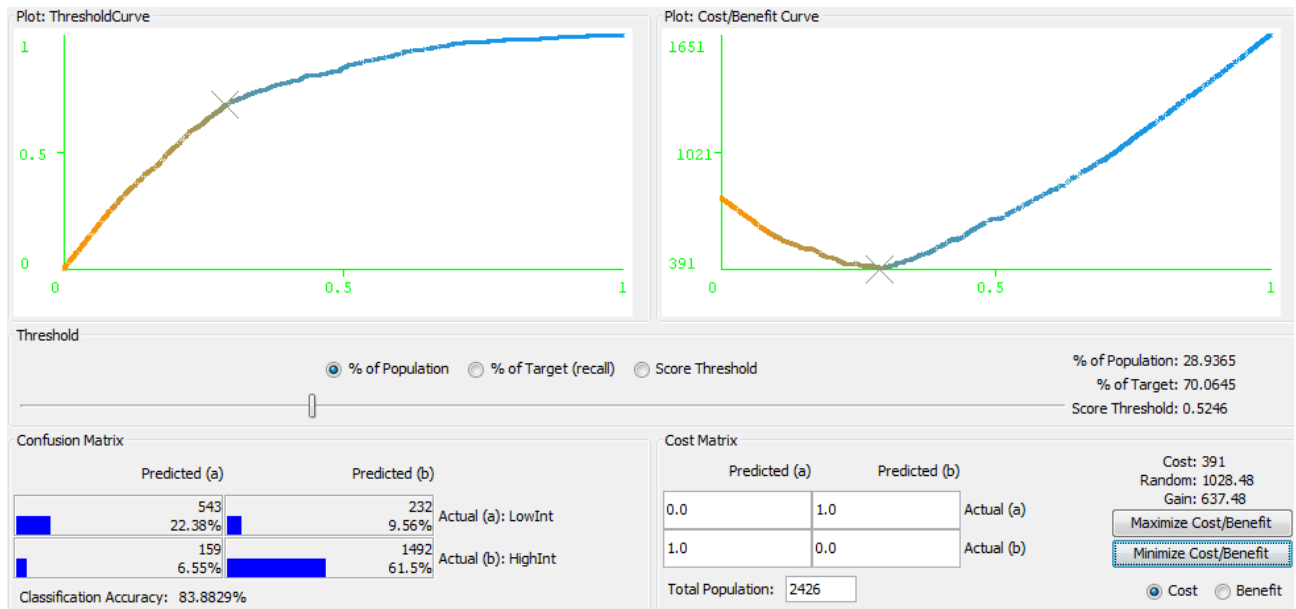 Plot: ThresholdCurve
1
0.5
0
0
0.5
1
Plot: Cost/Benefit Curve
1651
1021
391
0
0.5
1
Threshold
% of Population
% of Target (recall)
Score Threshold
% of Population: 28.9365
% of Target: 70.0645
Score Threshold: 0.5246
Confusion Matrix
Predicted (a) Predicted (b)
543 232
22.38% 9.56%
Actual (a): LowInt
159 1492
6.55% 61.5%
Actual (b): HighInt
Classification Accuracy: 83.8829%
Cost Matrix
Predicted (a) Predicted (b)
0.0 1.0 Actual (a)
1.0 0.0 Actual (b)
Total Population: 2426
Cost: 391
Random: 1028.48
Gain: 637.48
Maximize Cost/Benefit
Minimize Cost/Benefit
Cost Benefit